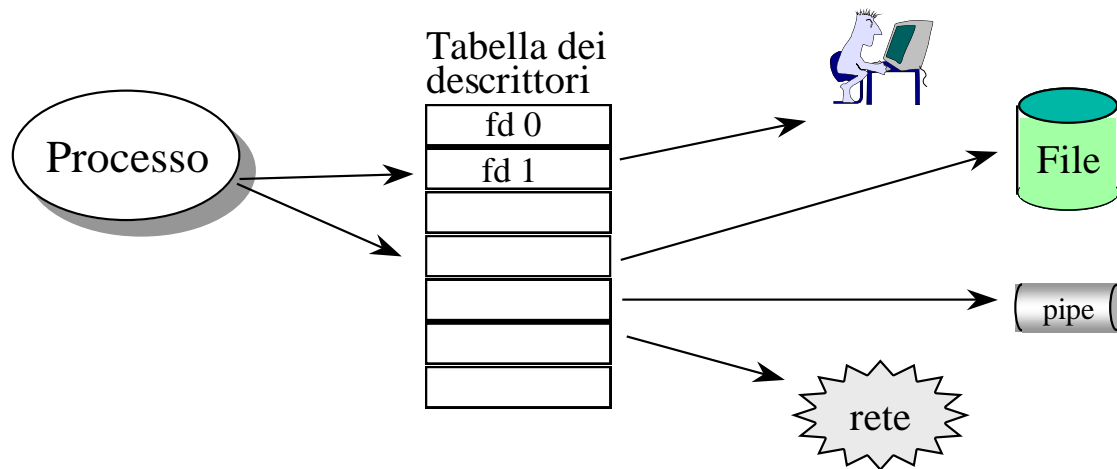 Tabella dei
descrittori
fd 0
Processo
fd 1
File
pipe
rete